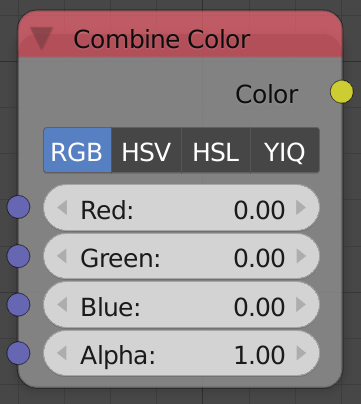 Combine Color
Color
RGB HSV HSL YIQ
Red: 0.00
Green: 0.00
Blue: 0.00
Alpha: 1.00